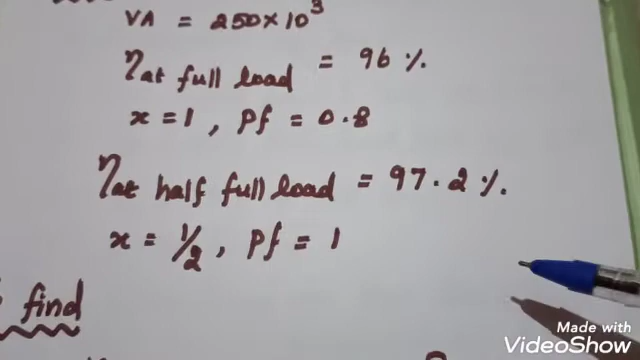 VA = 250×10³
η at full load = 96 %.
x = 1 , Pf = 0.8
η at half full load = 97.2 %.
x = 1/2 , Pf = 1
find
Made with
VideoShow